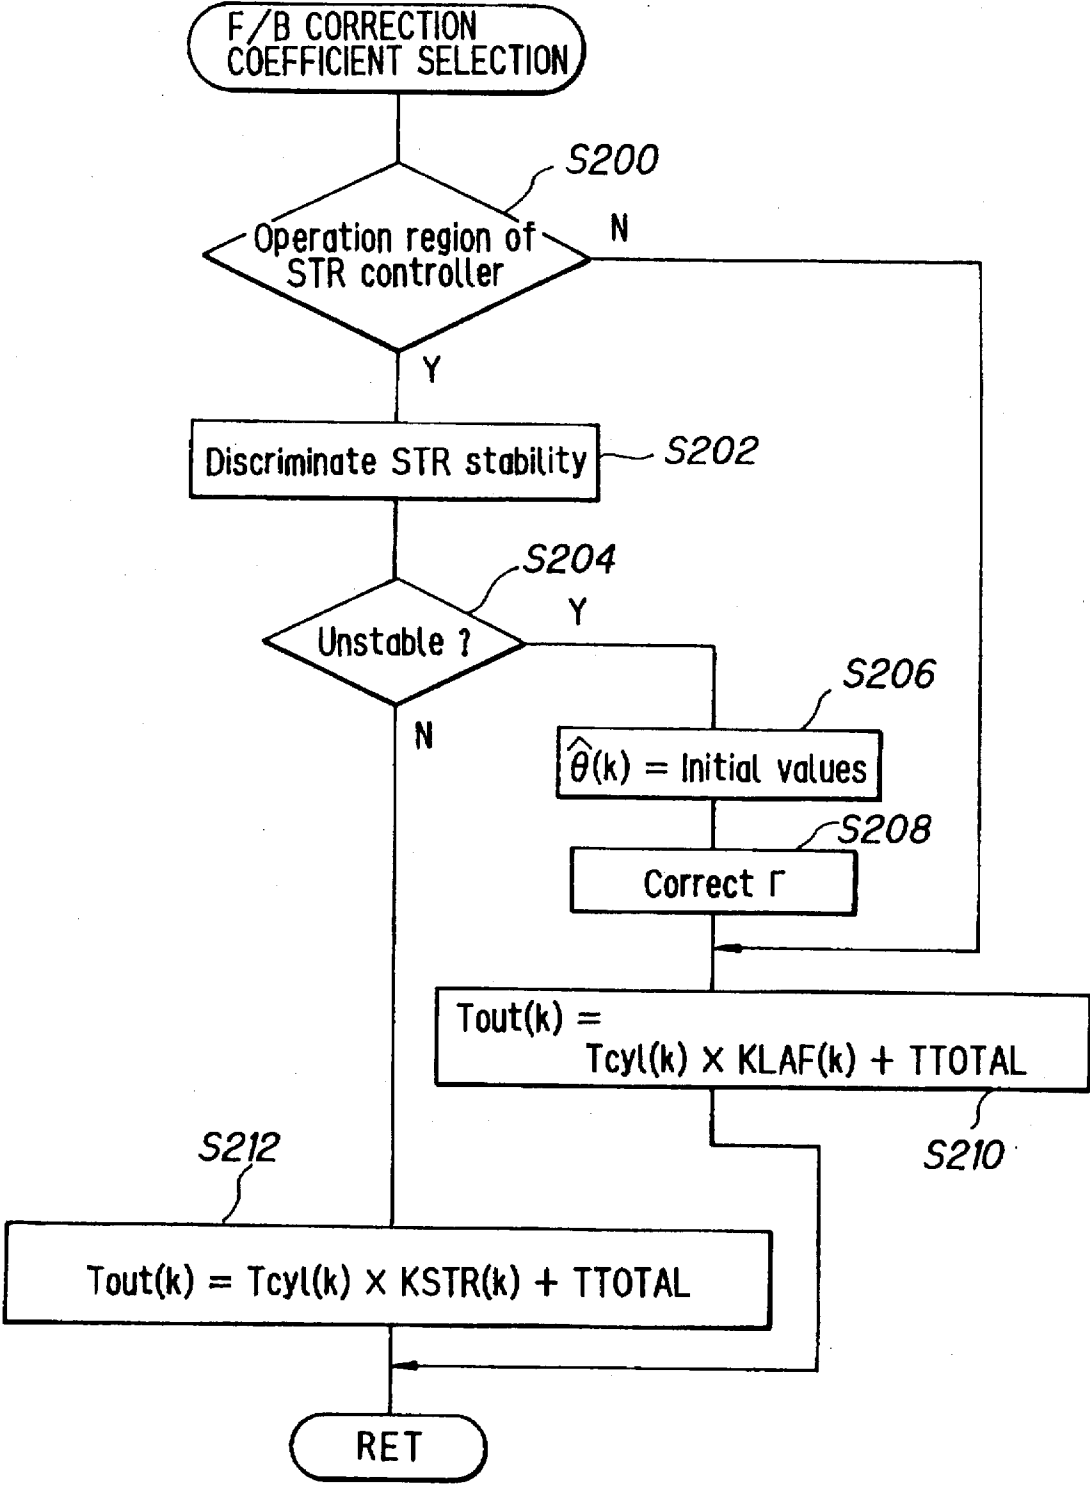 F/B CORRECTION
COEFFICIENT SELECTION
S200
Operation region of
STR controller
N
Y
Discriminate STR stability
S202
S204
Unstable ?
Y
N
S206
θ̂(k) = Initial values
S208
Correct Γ
Tout(k) =
Tcyl(k) × KLAF(k) + TTOTAL
S210
S212
Tout(k) = Tcyl(k) × KSTR(k) + TTOTAL
RET